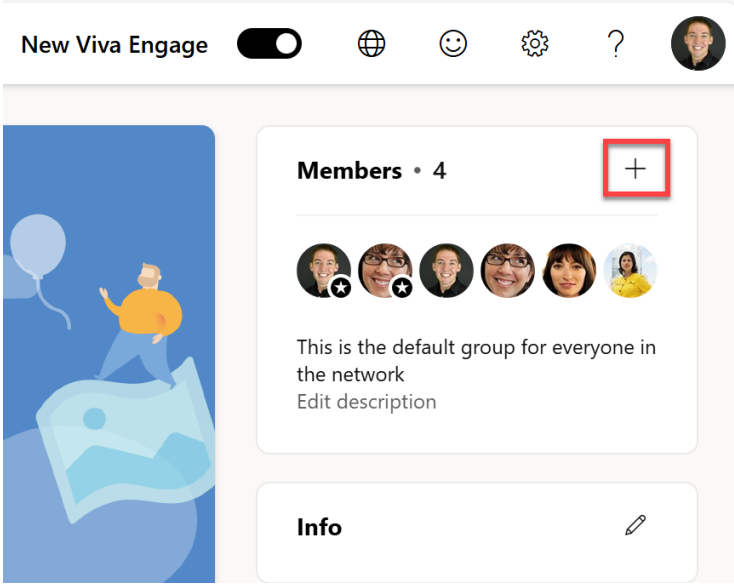 New Viva Engage
Members • 4
This is the default group for everyone in
the network
Edit description
Info